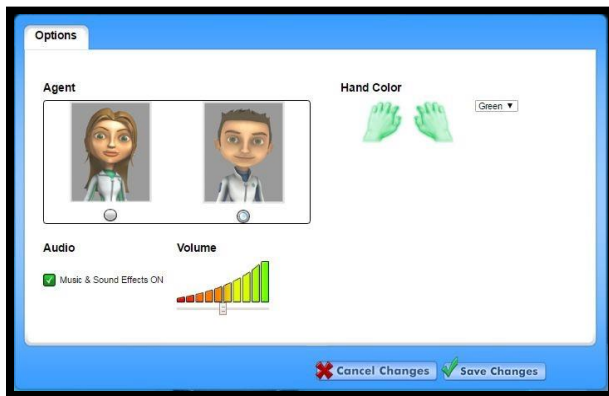 Options
Agent
Hand Color
Green
Audio
Volume
Music & Sound Effects ON
Cancel Changes
Save Changes